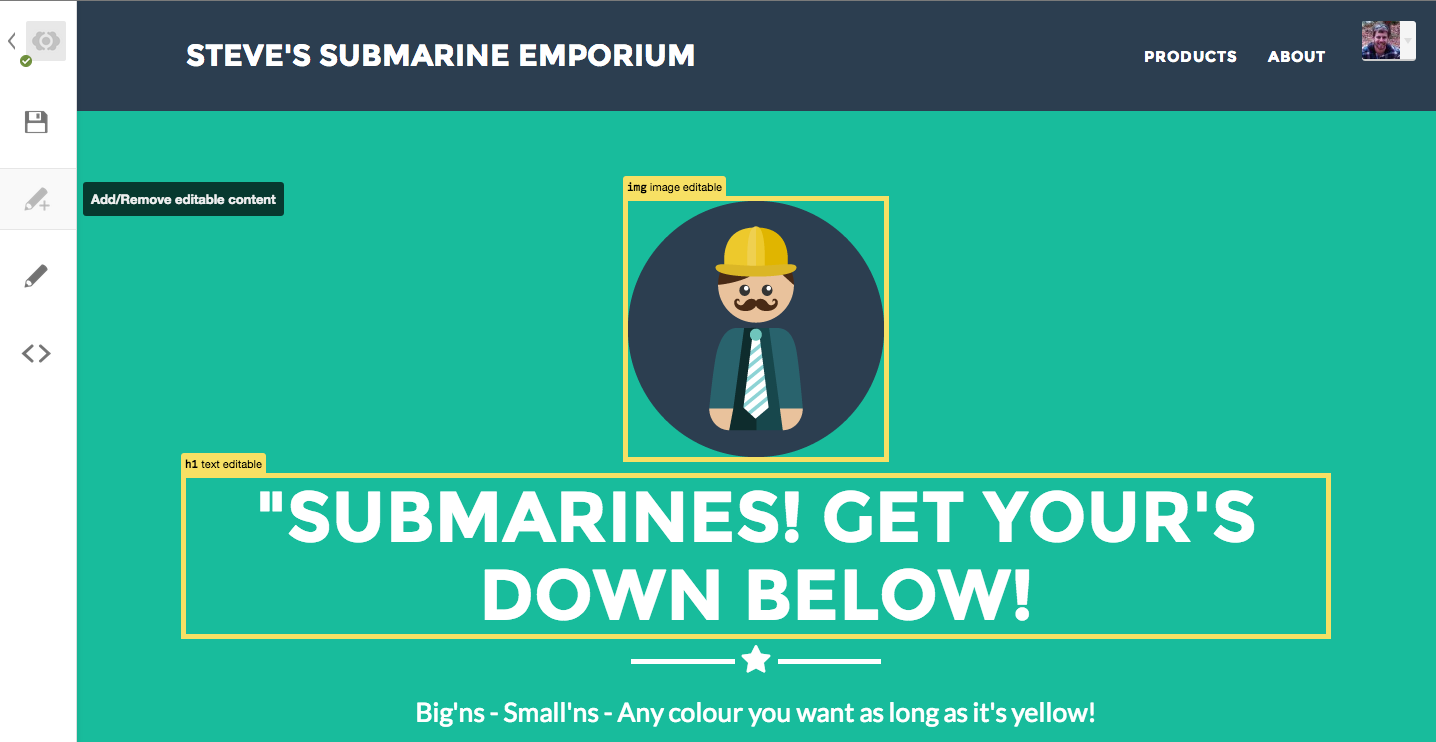 STEVE'S SUBMARINE EMPORIUM
PRODUCTS
ABOUT
Add/Remove editable content
img image editable
h1 text editable
"SUBMARINES! GET YOUR'S
DOWN BELOW!
Big'ns - Small'ns - Any colour you want as long as it's yellow!